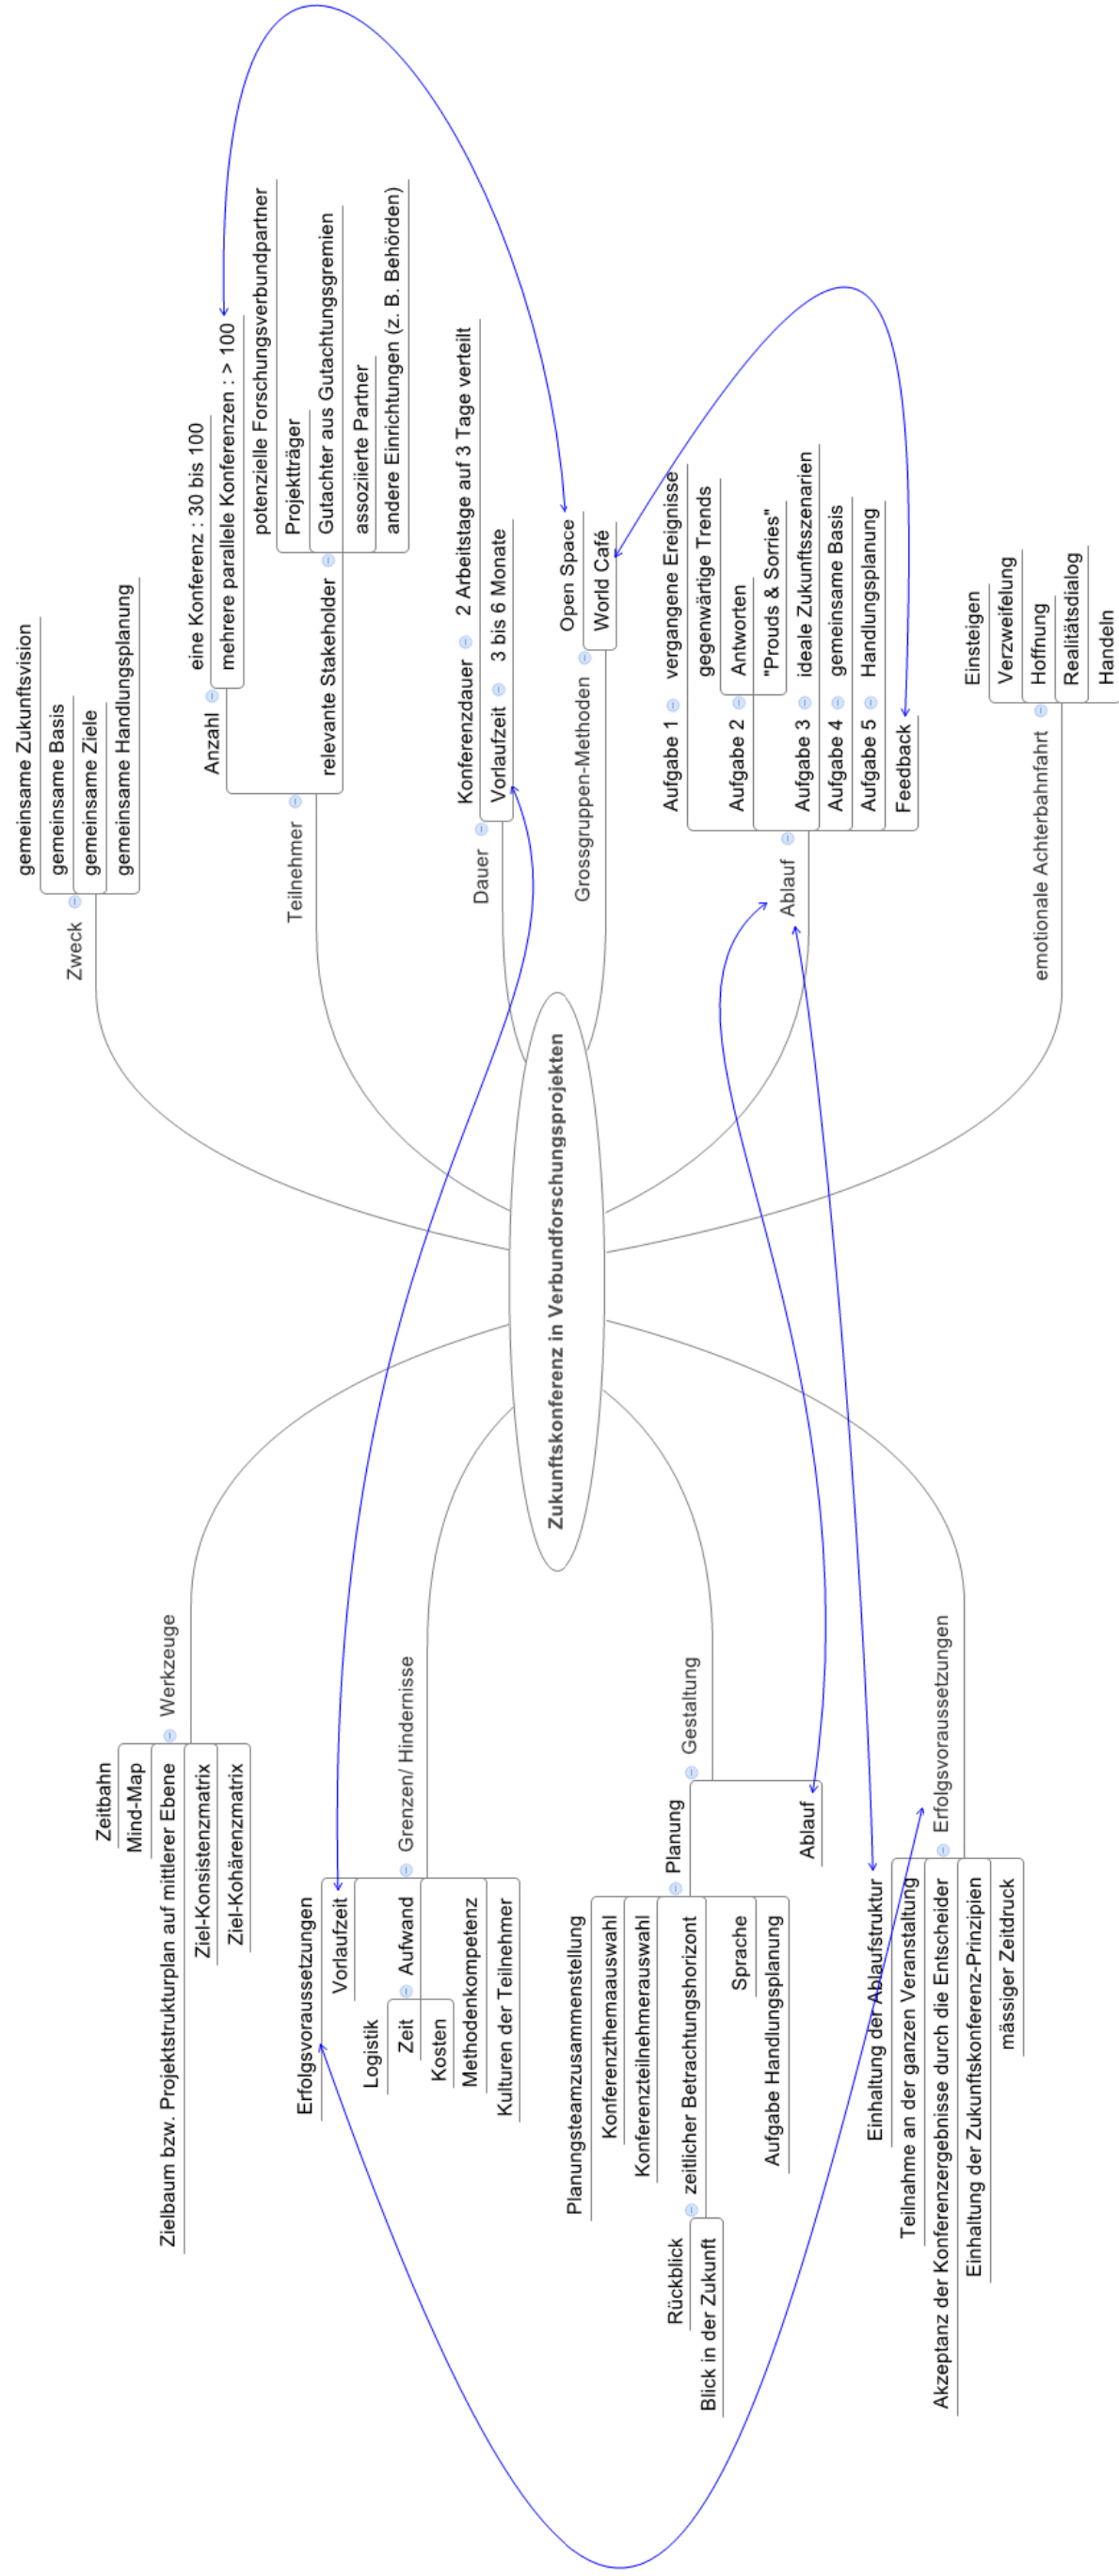 Zukunftskonferenz in Verbundforschungsprojekten
Zweck
gemeinsame Zukunftsvision
gemeinsame Basis
gemeinsame Ziele
gemeinsame Handlungsplanung
Teilnehmer
Anzahl
eine Konferenz : 30 bis 100
mehrere parallele Konferenzen : > 100
relevante Stakeholder
potenzielle Forschungsverbundpartner
Projektträger
Gutachter aus Gutachtungsgremien
assoziierte Partner
andere Einrichtungen (z. B. Behörden)
Dauer
Konferenzdauer
2 Arbeitstage auf 3 Tage verteilt
Vorlaufzeit
3 bis 6 Monate
Grossgruppen-Methoden
Open Space
World Café
Ablauf
Aufgabe 1
vergangene Ereignisse
Aufgabe 2
gegenwärtige Trends
Antworten
"Prouds & Sorries"
Aufgabe 3
ideale Zukunftsszenarien
Aufgabe 4
gemeinsame Basis
Aufgabe 5
Handlungsplanung
Feedback
emotionale Achterbahnfahrt
Einsteigen
Verzweifelung
Hoffnung
Realitätsdialog
Handeln
Werkzeuge
Zeitbahn
Mind-Map
Zielbaum bzw. Projektstrukturplan auf mittlerer Ebene
Ziel-Konsistenzmatrix
Ziel-Kohärenzmatrix
Grenzen/ Hindernisse
Erfolgsvoraussetzungen
Vorlaufzeit
Aufwand
Logistik
Zeit
Kosten
Methodenkompetenz
Kulturen der Teilnehmer
Gestaltung
Planung
Planungsteamzusammenstellung
Konferenzthemaauswahl
Konferenzteilnehmerauswahl
zeitlicher Betrachtungshorizont
Rückblick
Blick in der Zukunft
Sprache
Aufgabe Handlungsplanung
Ablauf
Erfolgsvoraussetzungen
Einhaltung der Ablaufstruktur
Teilnahme an der ganzen Veranstaltung
Akzeptanz der Konferenzergebnisse durch die Entscheider
Einhaltung der Zukunftskonferenz-Prinzipien
mässiger Zeitdruck